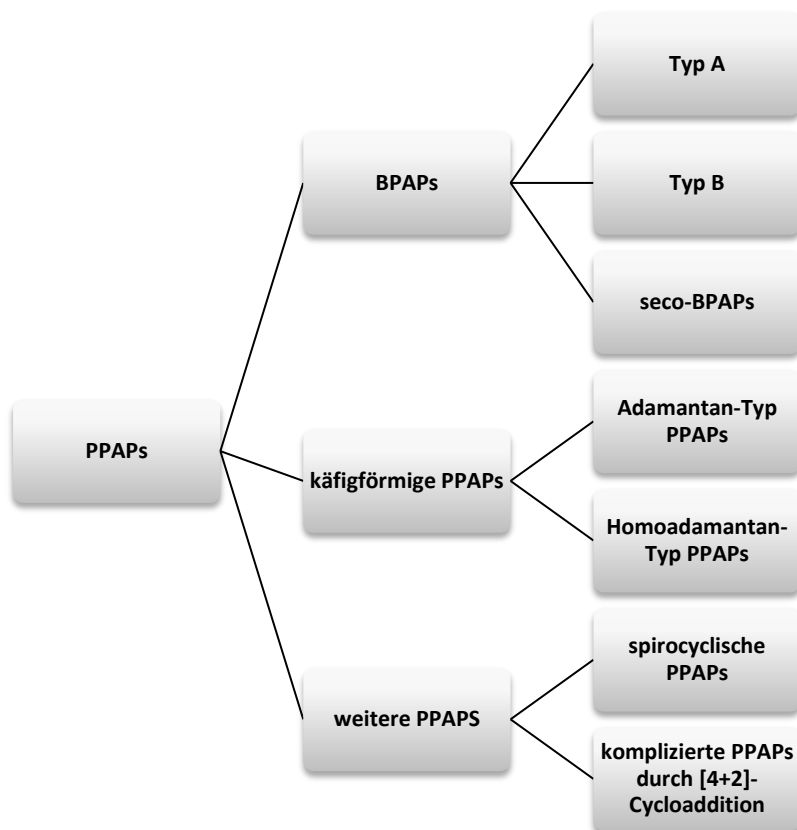 PPAPs
BPAPs
Typ A
Typ B
seco-BPAPs
käfigförmige PPAPs
Adamantan-Typ
PPAPs
Homoadamantan-
Typ PPAPs
weitere PPAPS
spirocyclische
PPAPs
komplizierte PPAPs
durch [4+2]-
Cycloaddition